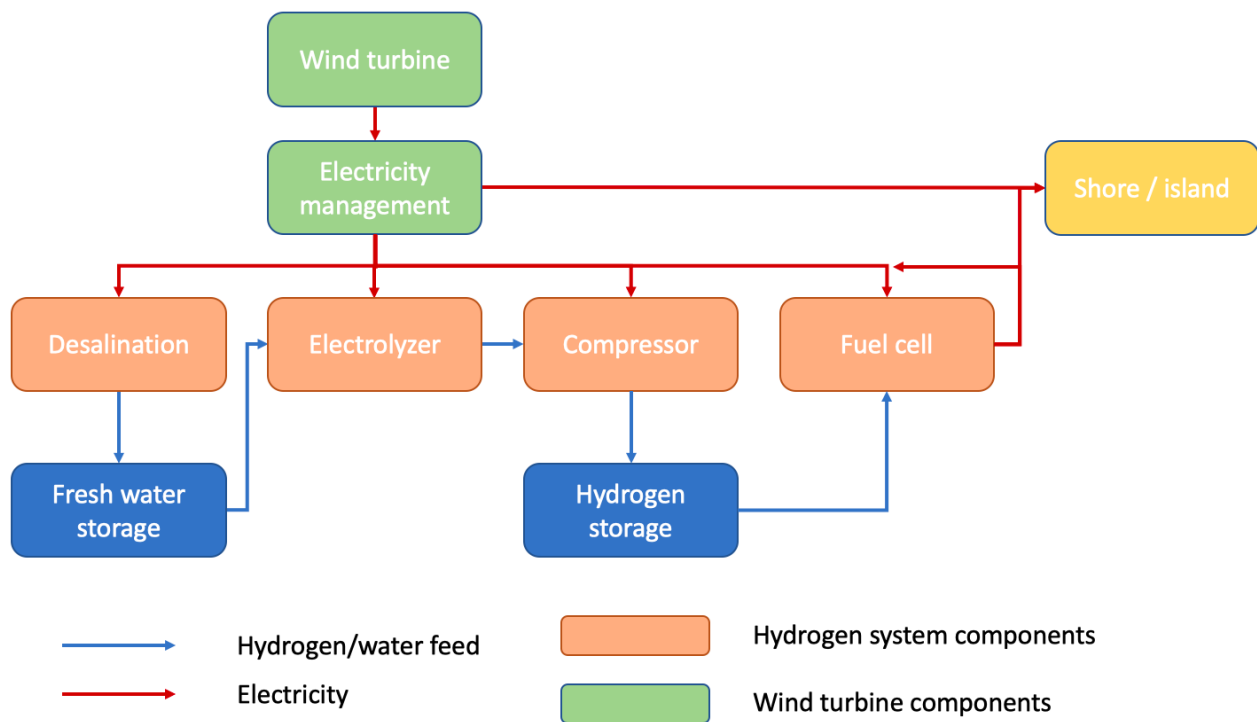 Wind turbine
Electricity
management
Shore / island
Desalination
Electrolyzer
Compressor
Fuel cell
Fresh water
storage
Hydrogen
storage
Hydrogen/water feed
Hydrogen system components
Electricity
Wind turbine components